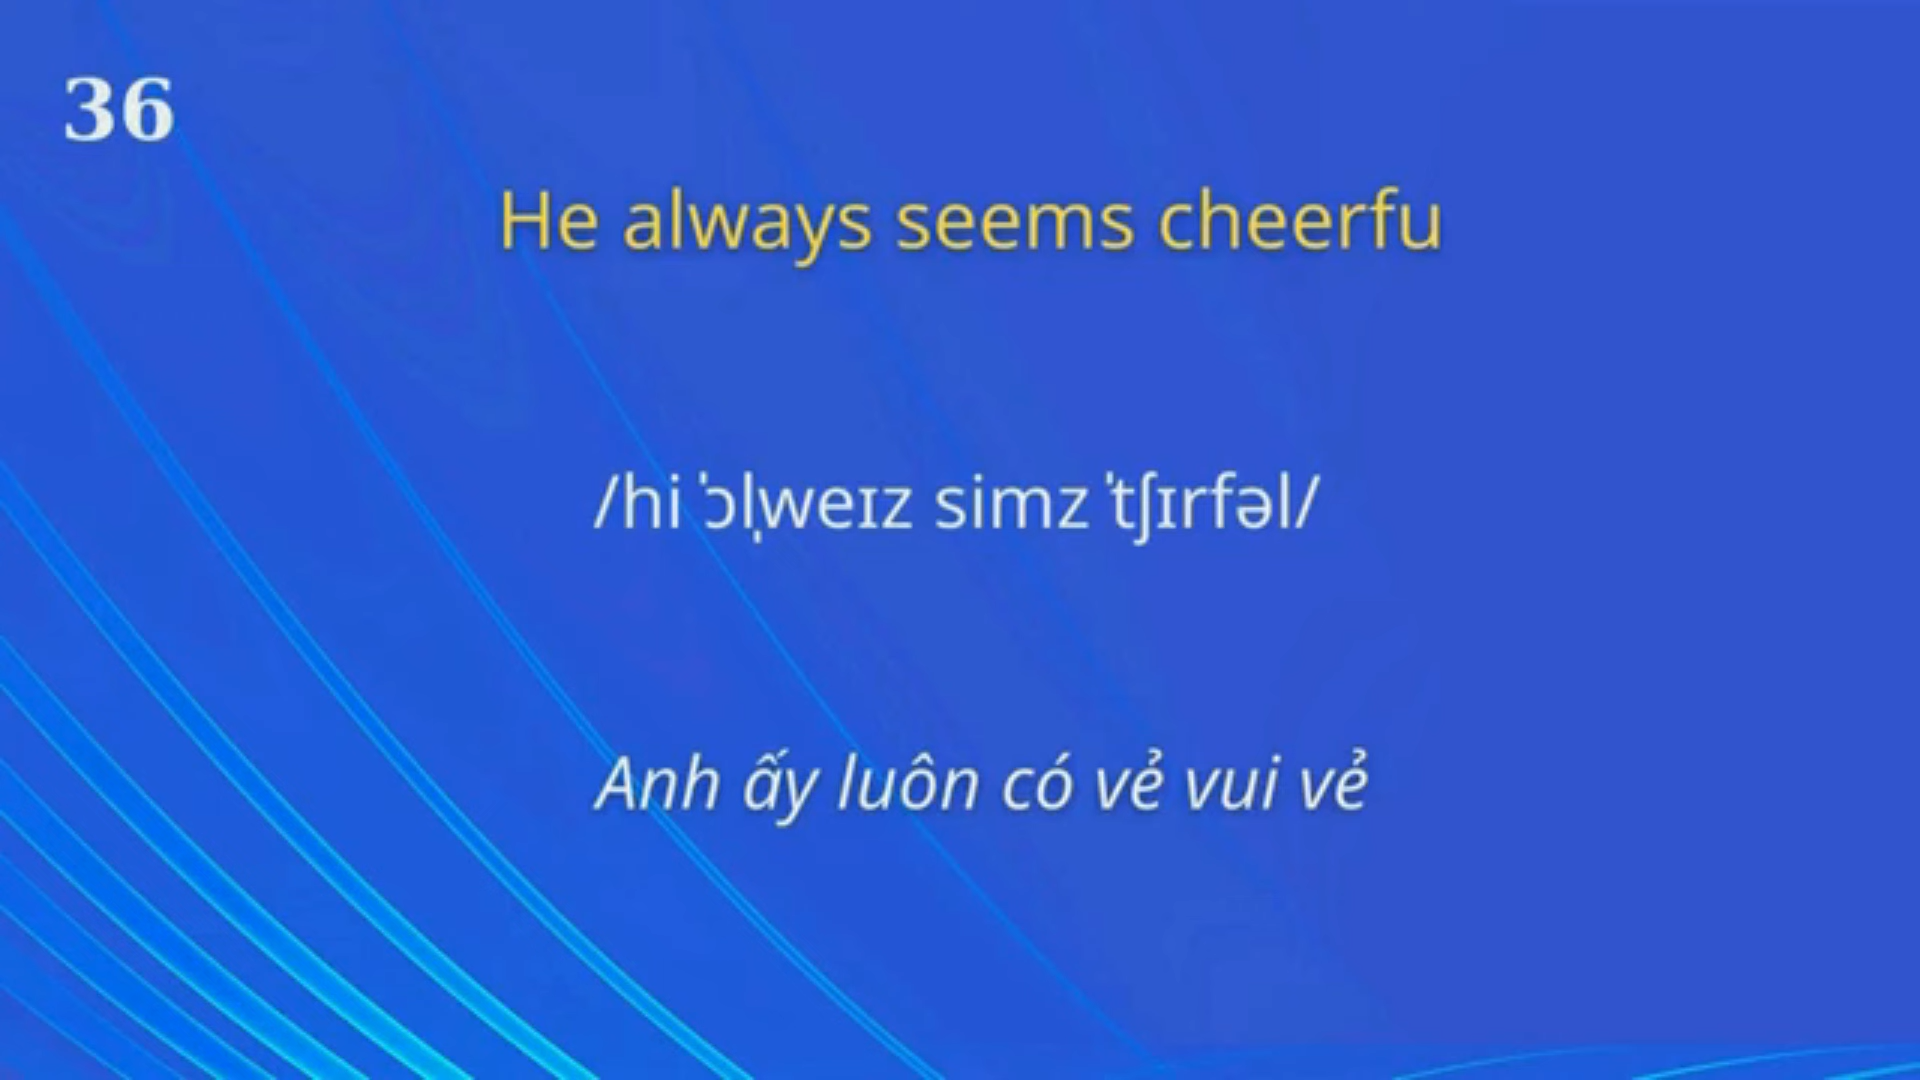 36
He always seems cheerfu
/hi ˈɔlˌweɪz simz ˈtʃɪrfəl/
Anh ấy luôn có vẻ vui vẻ